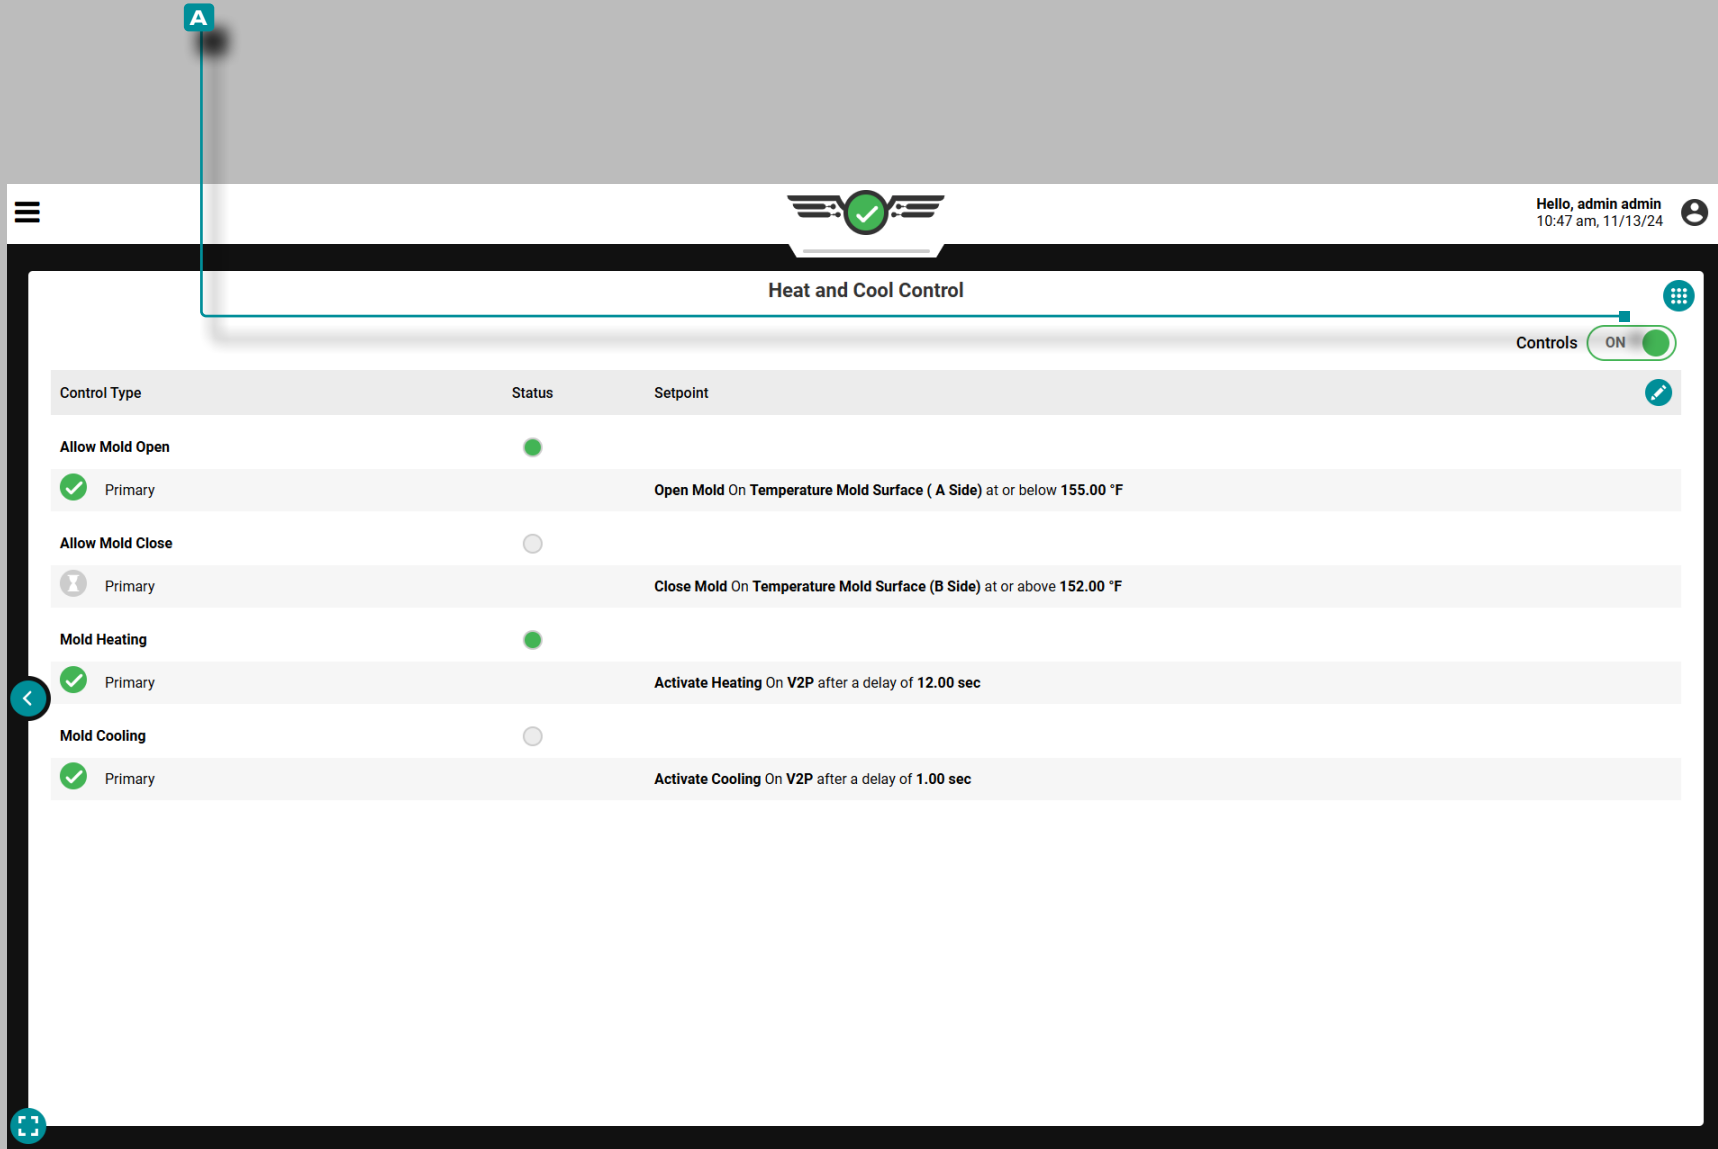 A
Hello, admin admin
10:47 am, 11/13/24
Heat and Cool Control
Controls ON
Control Type Status Setpoint
Allow Mold Open
Primary Open Mold On Temperature Mold Surface ( A Side) at or below 155.00 °F
Allow Mold Close
Primary Close Mold On Temperature Mold Surface (B Side) at or above 152.00 °F
Mold Heating
Primary Activate Heating On V2P after a delay of 12.00 sec
Mold Cooling
Primary Activate Cooling On V2P after a delay of 1.00 sec